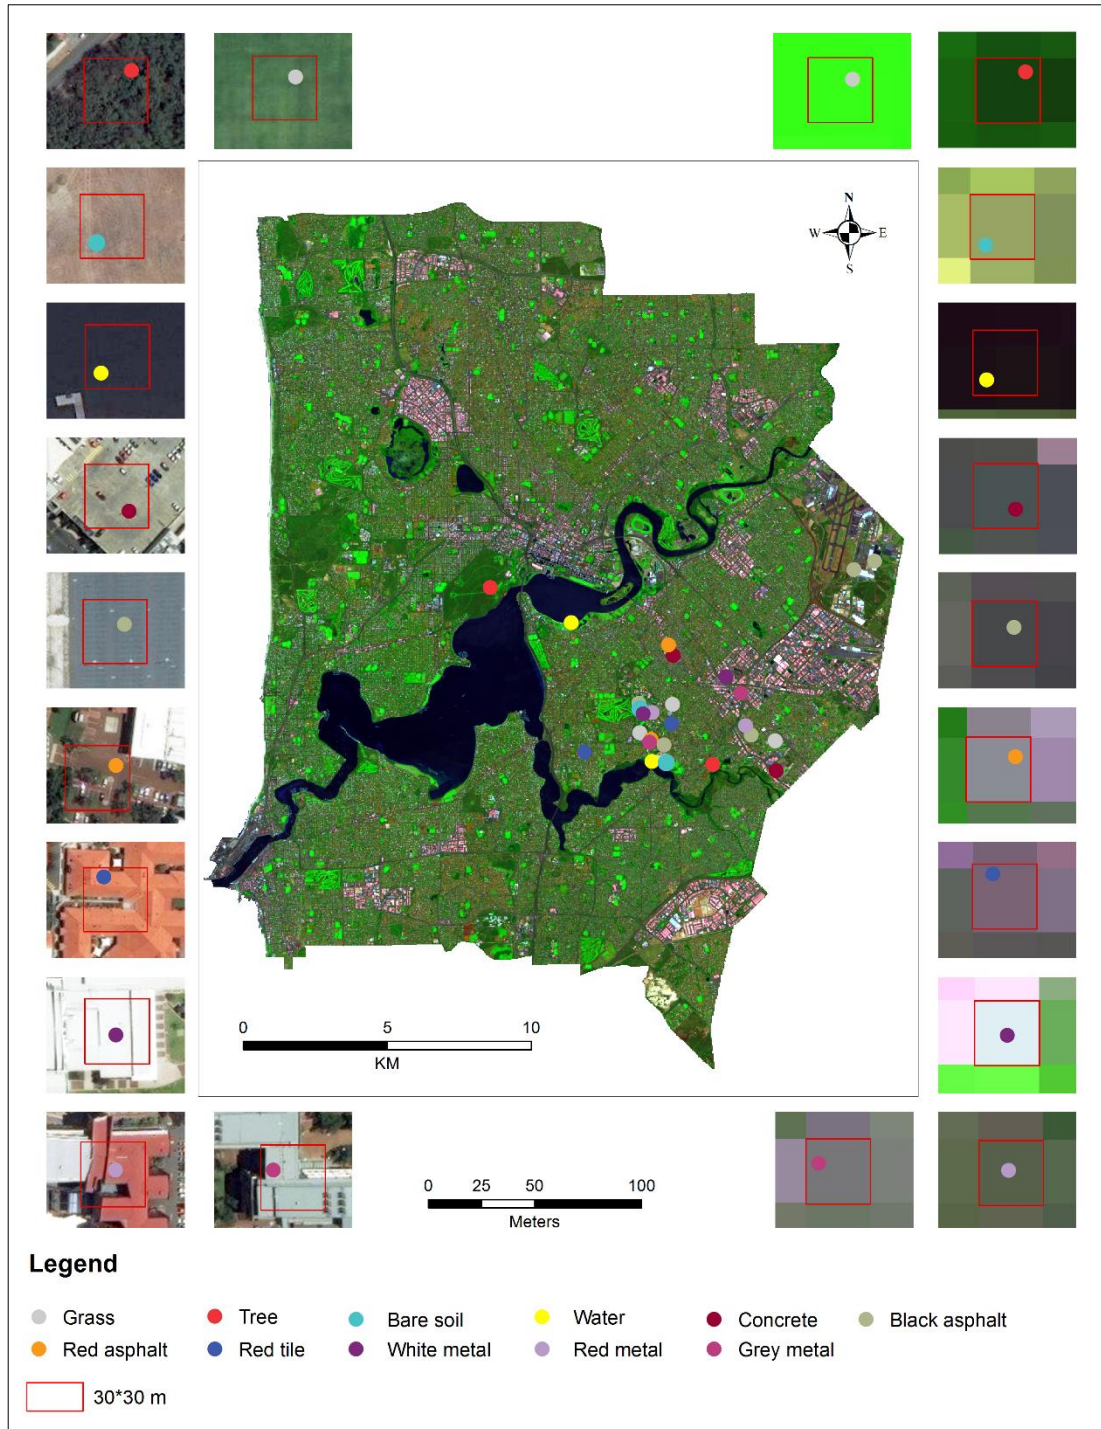 N
W E
S
0 5 10
KM
0 25 50 100
Meters
Legend
Grass Tree Bare soil Water Concrete Black asphalt
Red asphalt Red tile White metal Red metal Grey metal
30*30 m